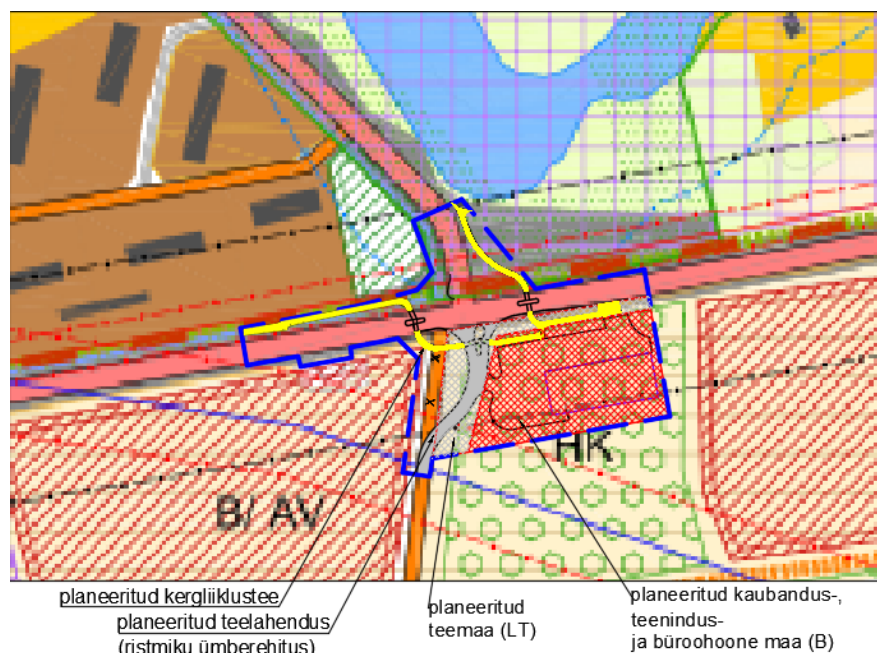 HK
B/ AV
planeeritud kergliiklustee
planeeritud teelahendus
(ristmiku ümberehitus)
planeeritud
teemaa (LT)
planeeritud kaubandus-,
teenindus-
ja büroohoone maa (B)